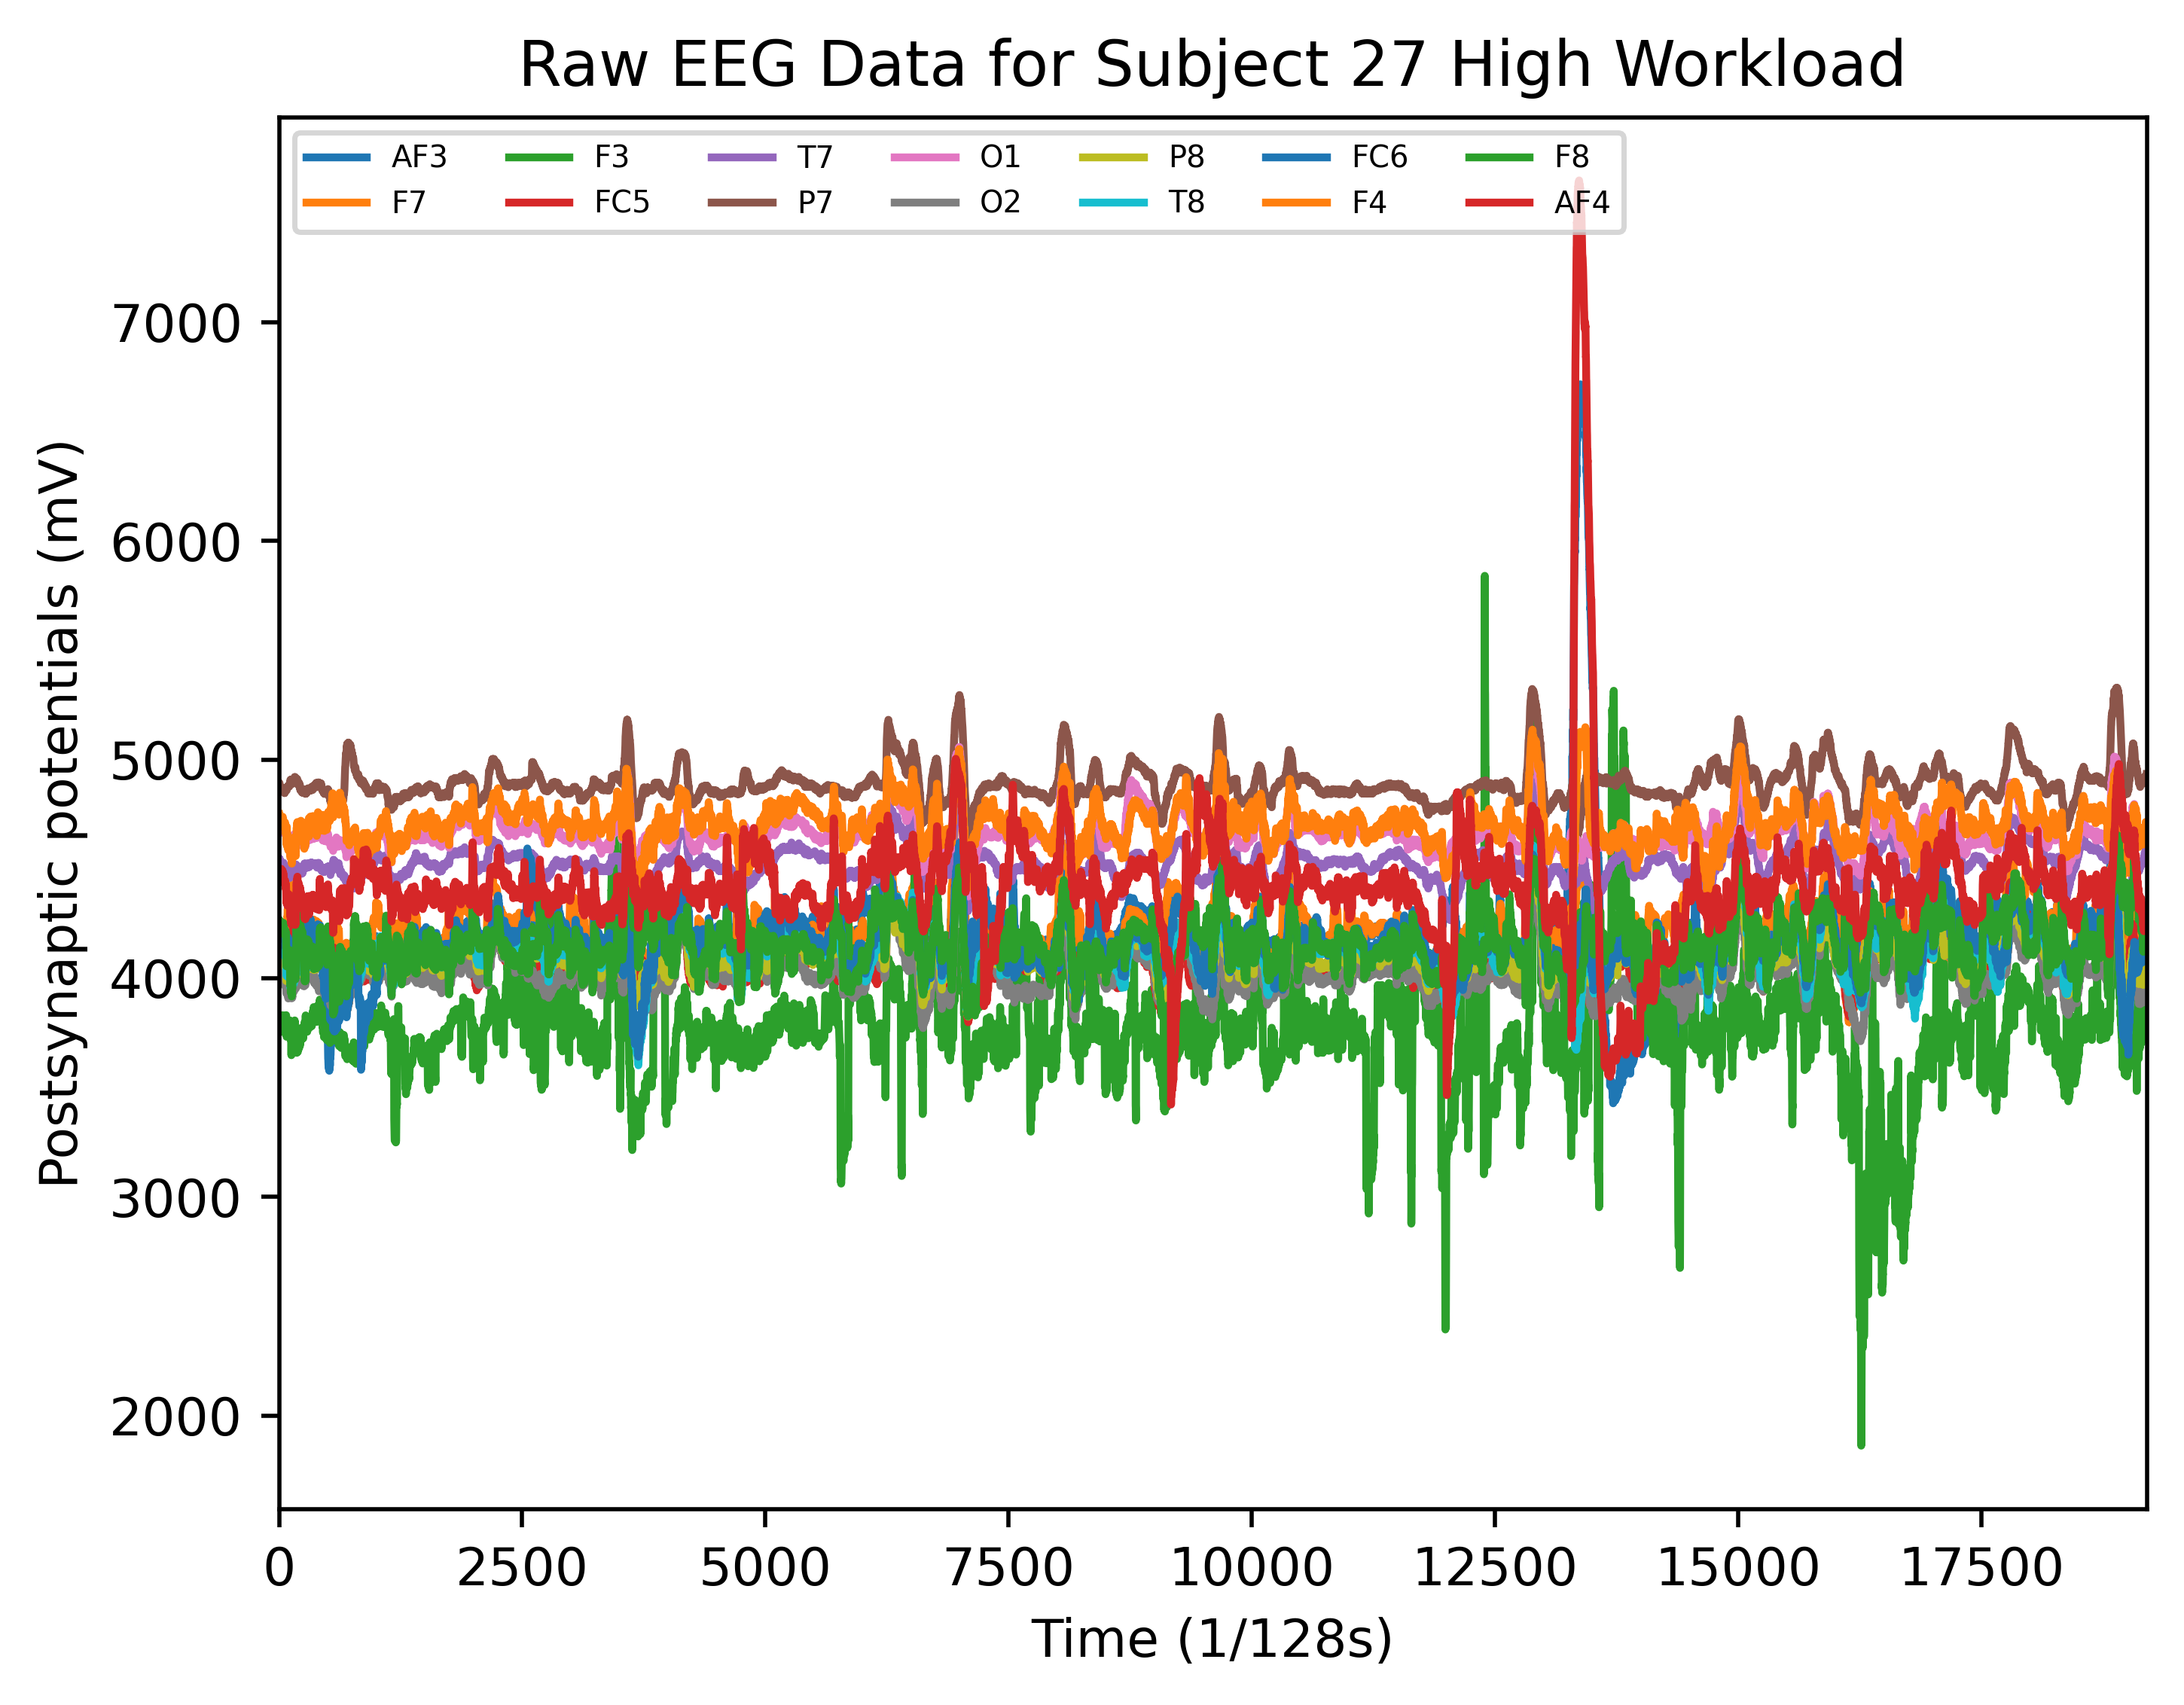 Raw EEG Data for Subject 27 High Workload
AF3 F3 T7 O1 P8 FC6 F8
F7 FC5 P7 O2 T8 F4 AF4
7000
6000
5000
4000
3000
2000
Postsynaptic potentials (mV)
0 2500 5000 7500 10000 12500 15000 17500
Time (1/128s)